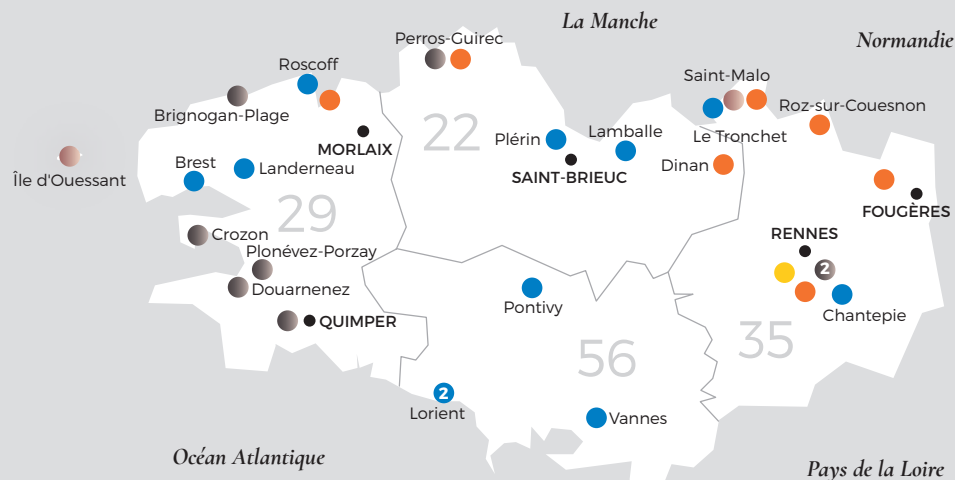 La Manche
Normandie
Perros-Guirec
Roscoff
Saint-Malo
Brignogan-Plage
Roz-sur-Couesnon
22
Plérin
Lamballe
Le Tronchet
MORLAIX
Dinan
Île d'Ouessant
Brest
Landerneau
SAINT-BRIEUC
29
FOUGÈRES
Crozon
RENNES
Plonévez-Porzay
2
Douarnenez
Pontivy
Chantepie
QUIMPER
56
35
2
Lorient
Vannes
Océan Atlantique
Pays de la Loire